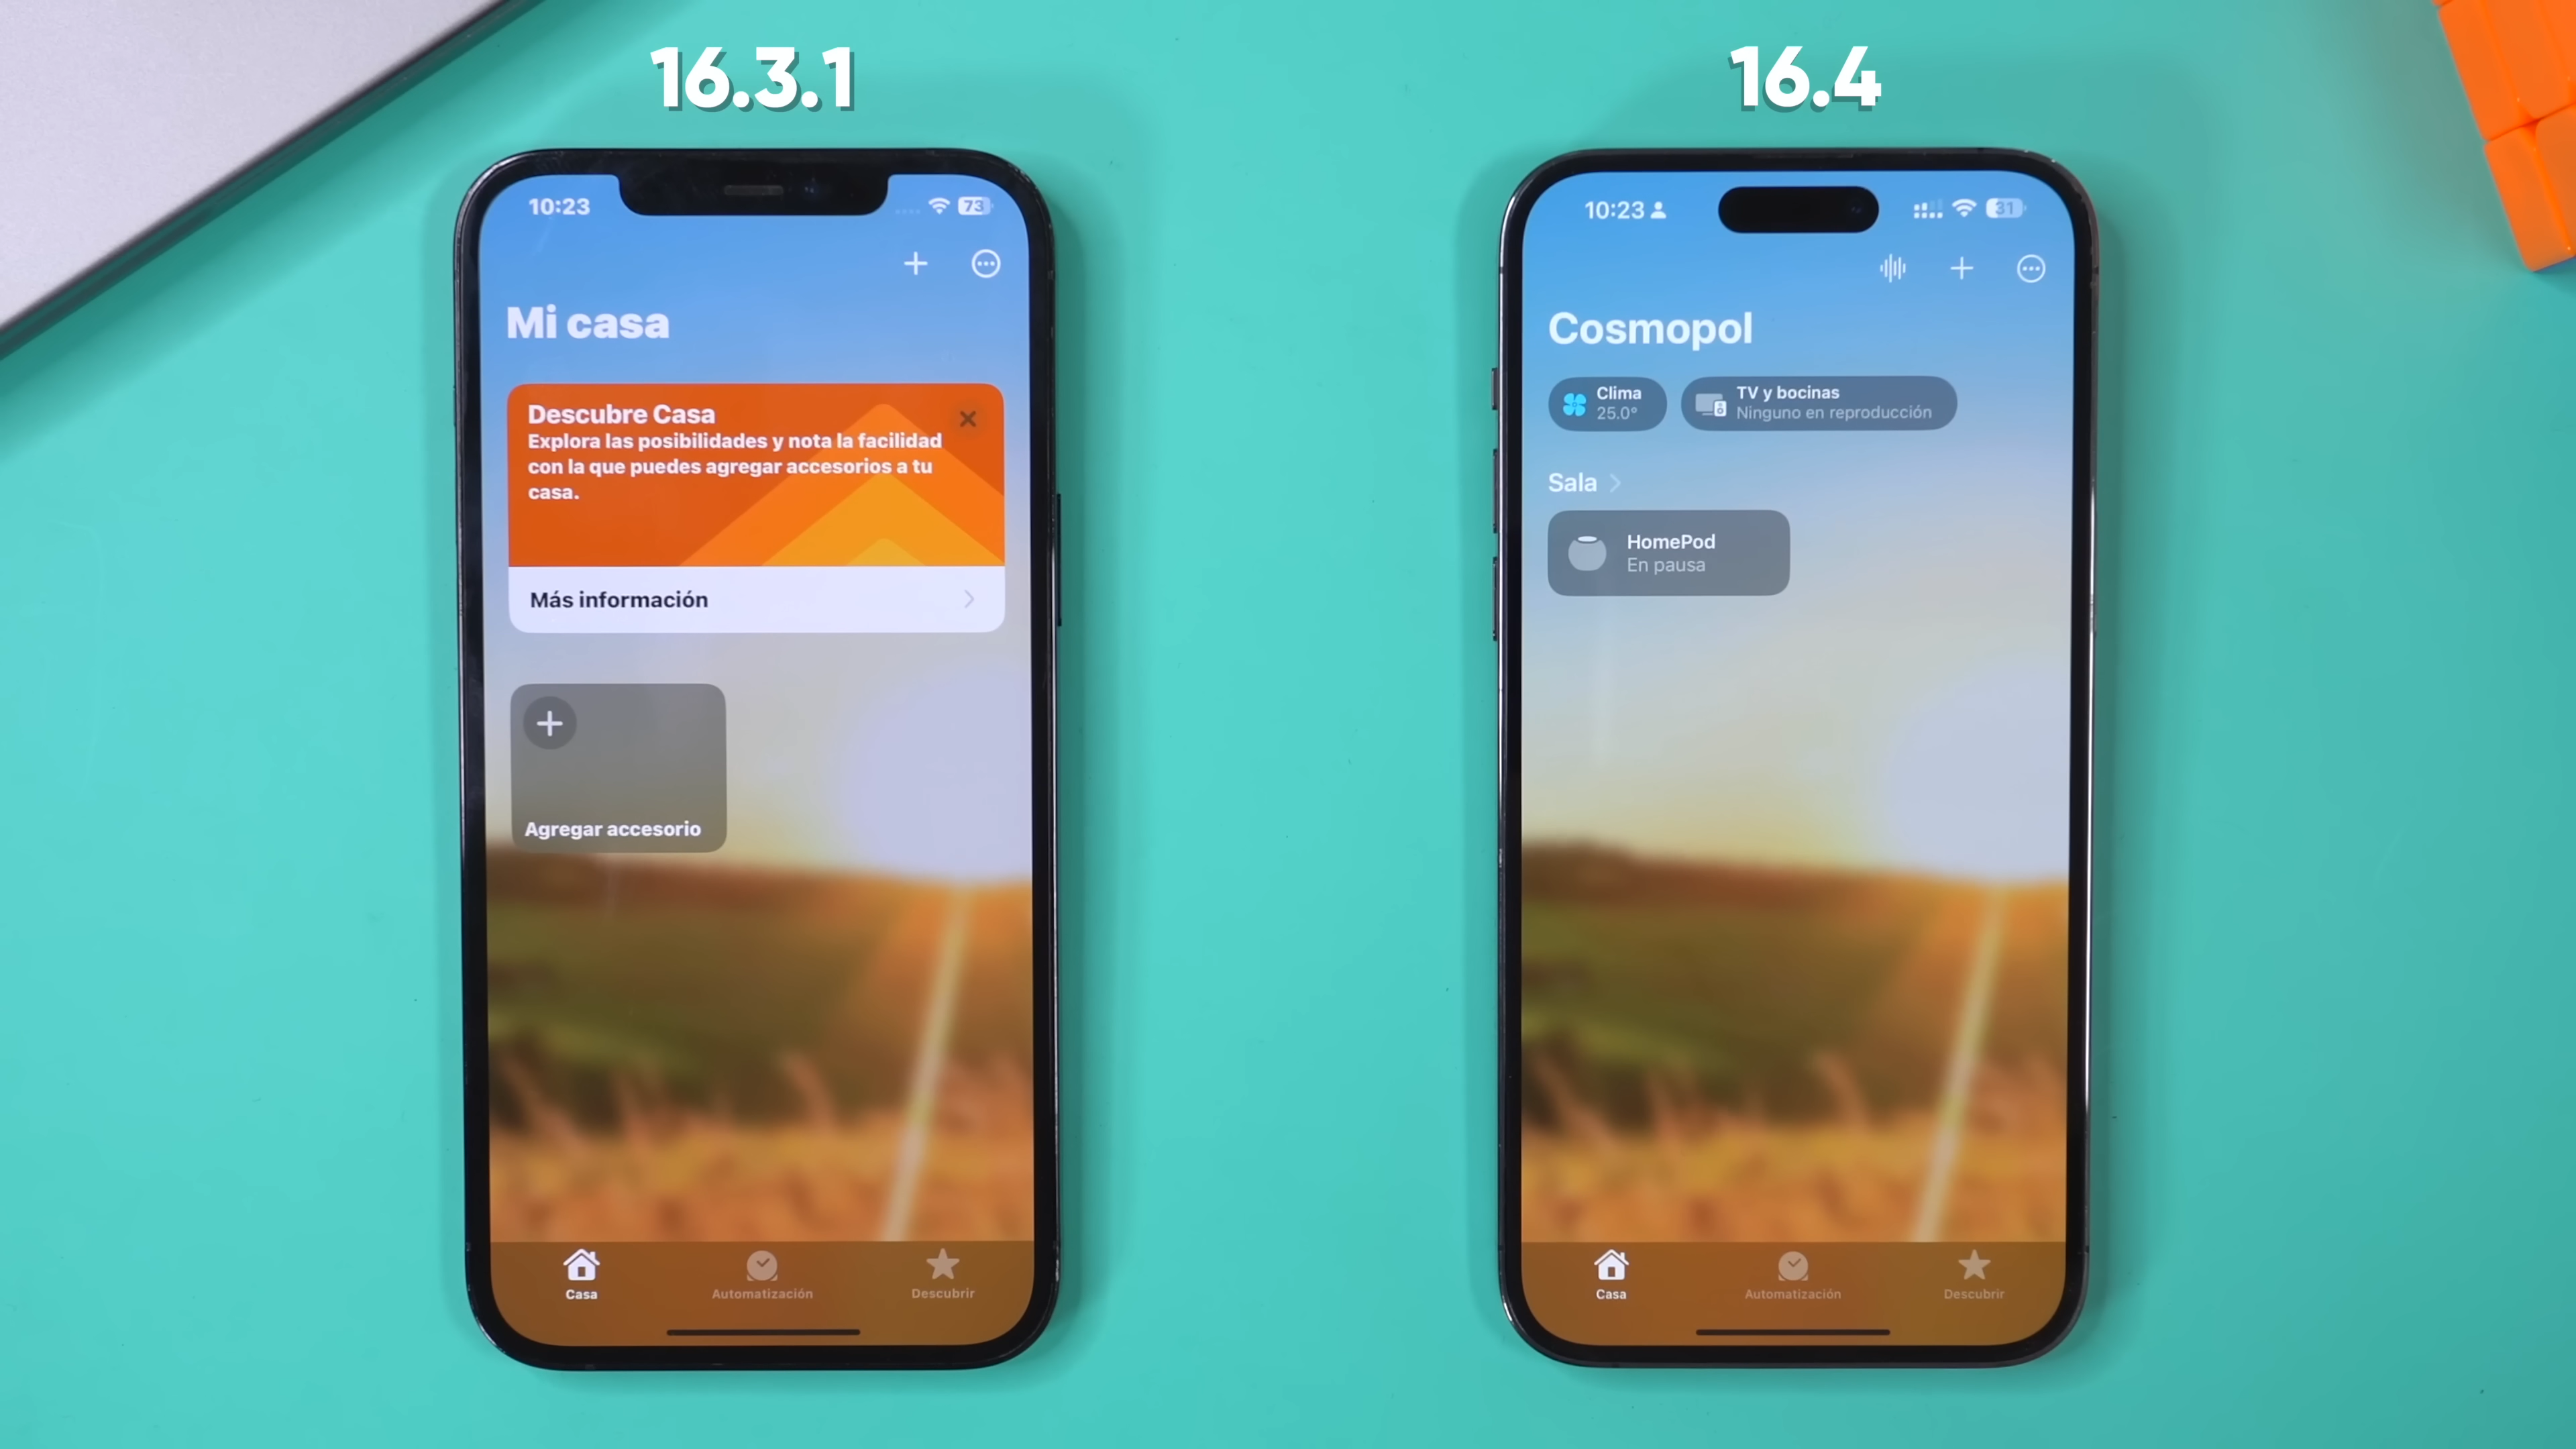 16.3.1
10:23
73
Mi casa
Descubre Casa
Explora las posibilidades y nota la facilidad
con la que puedes agregar accesorios a tu
casa.
Más información
Agregar accesorio
Casa
Automatización
Descubrir
16.4
10:23
31
Cosmopol
Clima
25.0°
TV y bocinas
Ninguno en reproducción
Sala
HomePod
En pausa
Casa
Automatización
Descubrir